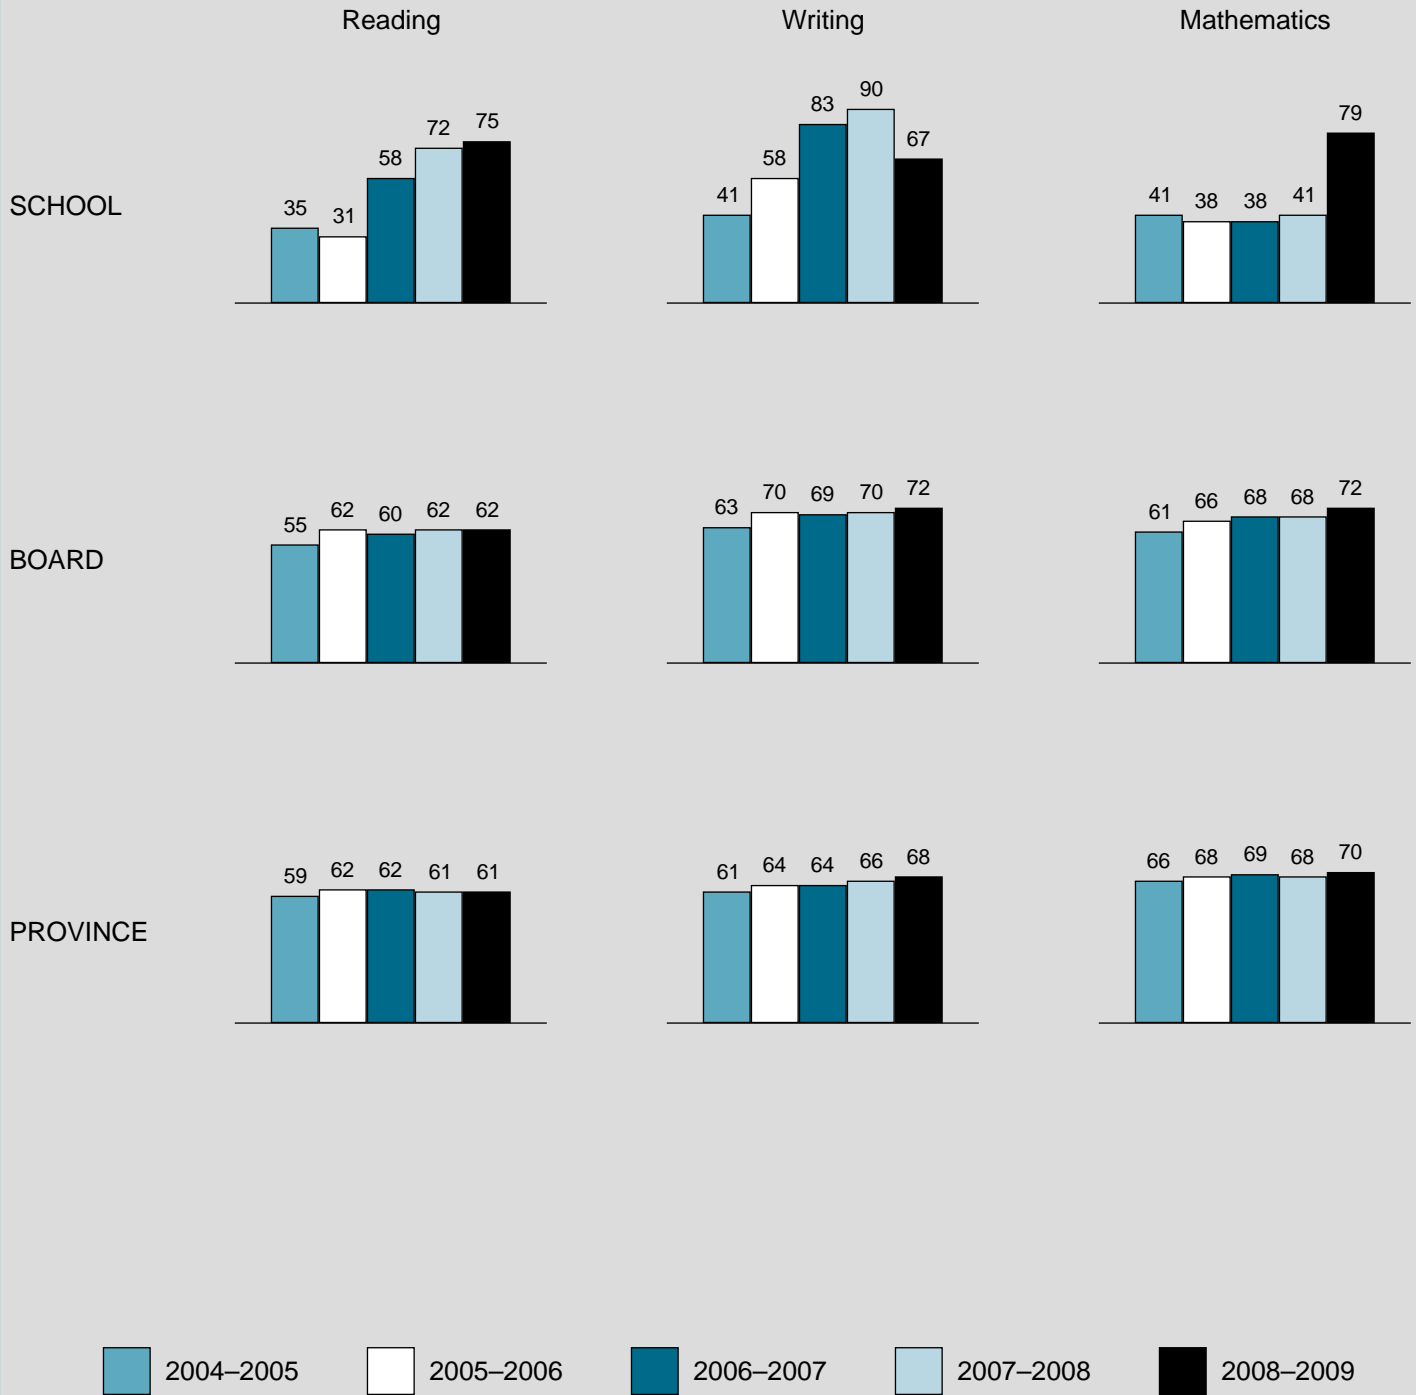 Reading Writing Mathematics
SCHOOL
35 31 58 72 75
41 58 83 90 67
41 38 38 41 79
BOARD
55 62 60 62 62
63 70 69 70 72
61 66 68 68 72
PROVINCE
59 62 62 61 61
61 64 64 66 68
66 68 69 68 70
2004–2005 2005–2006 2006–2007 2007–2008 2008–2009